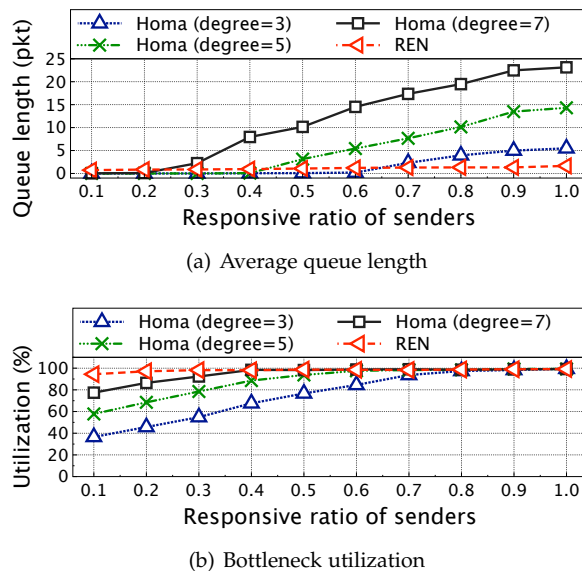 Homa (degree=3) Homa (degree=7)
Homa (degree=5) REN
Queue length (pkt)
25
20
15
10
5
0
0.1 0.2 0.3 0.4 0.5 0.6 0.7 0.8 0.9 1.0
Responsive ratio of senders
(a) Average queue length
Homa (degree=3) Homa (degree=7)
Homa (degree=5) REN
Utilization (%)
100
80
60
40
20
0
0.1 0.2 0.3 0.4 0.5 0.6 0.7 0.8 0.9 1.0
Responsive ratio of senders
(b) Bottleneck utilization